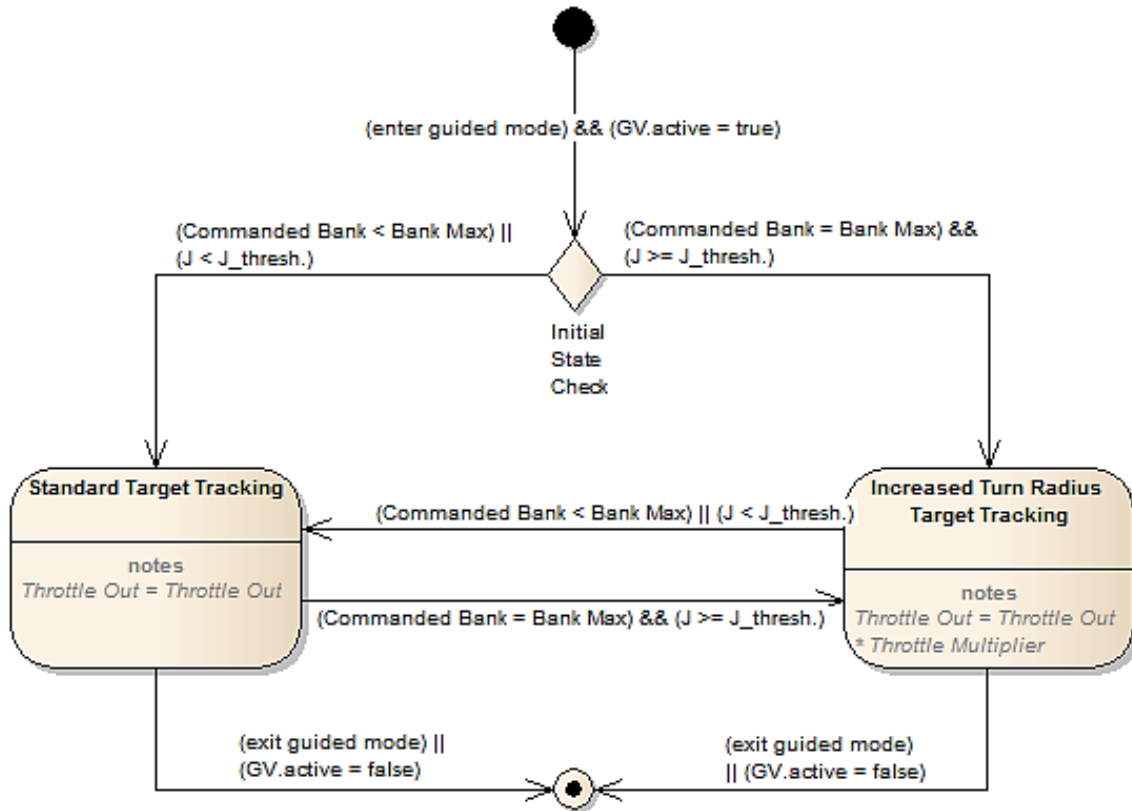 (enter guided mode) && (GV.active = true)
(Commanded Bank < Bank Max) ||
(J < J_thresh.)
(Commanded Bank = Bank Max) &&
(J >= J_thresh.)
Initial
State
Check
Standard Target Tracking
notes
Throttle Out = Throttle Out
(Commanded Bank < Bank Max) || (J < J_thresh.)
(Commanded Bank = Bank Max) && (J >= J_thresh.)
Increased Turn Radius
Target Tracking
notes
Throttle Out = Throttle Out
* Throttle Multiplier
(exit guided mode) ||
(GV.active = false)
(exit guided mode)
|| (GV.active = false)